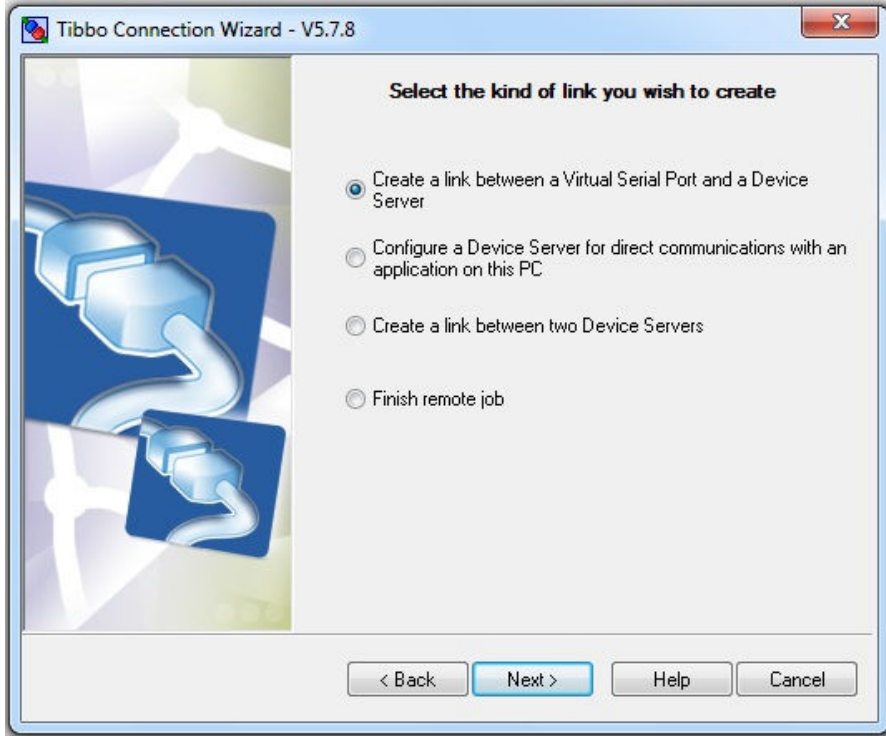 Tibbo Connection Wizard - V5.7.8
Select the kind of link you wish to create
Create a link between a Virtual Serial Port and a Device
Server
Configure a Device Server for direct communications with an
application on this PC
Create a link between two Device Servers
Finish remote job
< Back
Next >
Help
Cancel